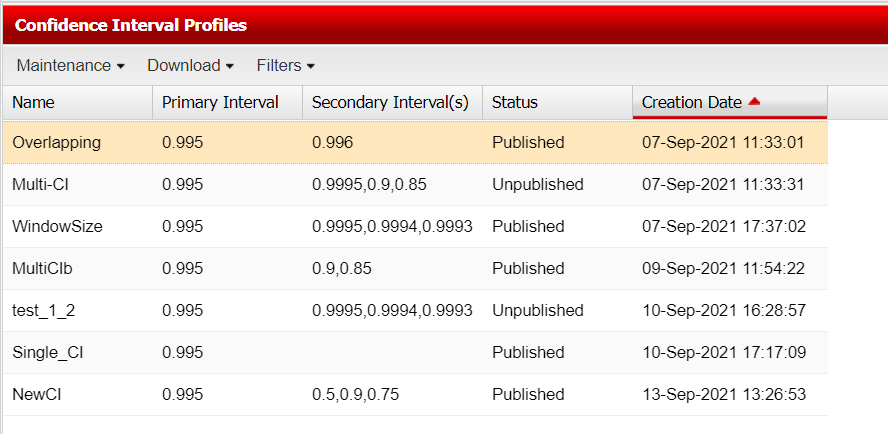 Confidence Interval Profiles
Maintenance Download Filters
Name Primary Interval Secondary Interval(s) Status Creation Date
Overlapping 0.995 0.996 Published 07-Sep-2021 11:33:01
Multi-CI 0.995 0.9995,0.9,0.85 Unpublished 07-Sep-2021 11:33:31
WindowSize 0.995 0.9995,0.9994,0.9993 Published 07-Sep-2021 17:37:02
MultiCIb 0.995 0.9,0.85 Published 09-Sep-2021 11:54:22
test_1_2 0.995 0.9995,0.9994,0.9993 Unpublished 10-Sep-2021 16:28:57
Single_CI 0.995 Published 10-Sep-2021 17:17:09
NewCI 0.995 0.5,0.9,0.75 Published 13-Sep-2021 13:26:53